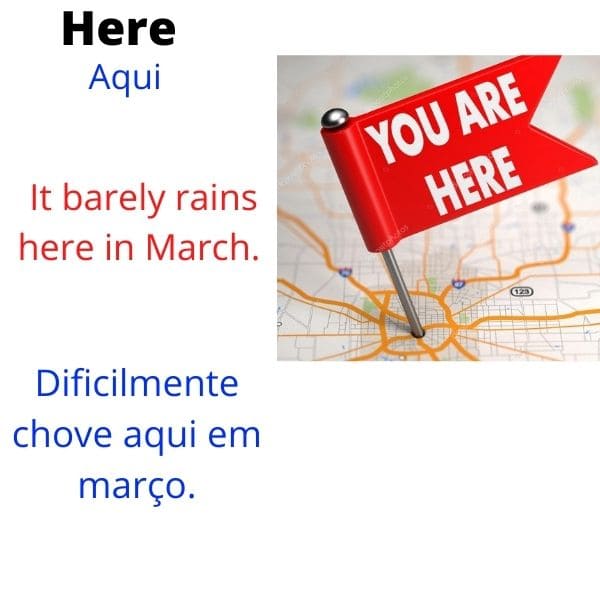 Here
Aqui
It barely rains
here in March.
Dificilmente
chove aqui em
março.
YOU ARE
HERE
123